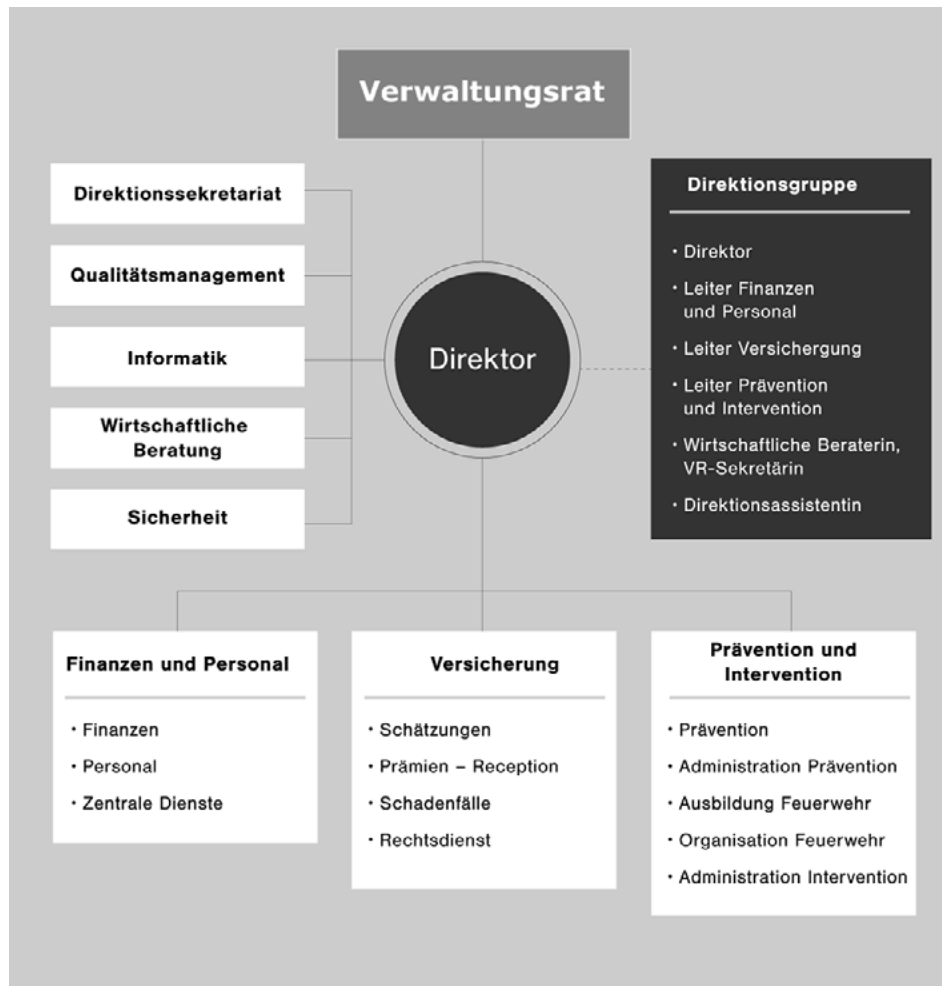 Verwaltungsrat
Direktionssekretariat
Qualitätsmanagement
Informatik
Wirtschaftliche
Beratung
Sicherheit
Direktor
Direktionsgruppe
· Direktor
· Leiter Finanzen
und Personal
· Leiter Versichergung
· Leiter Prävention
und Intervention
· Wirtschaftliche Beraterin,
VR-Sekretärin
· Direktionsassistentin
Finanzen und Personal
· Finanzen
· Personal
· Zentrale Dienste
Versicherung
· Schätzungen
· Prämien – Reception
· Schadenfälle
· Rechtsdienst
Prävention und
Intervention
· Prävention
· Administration Prävention
· Ausbildung Feuerwehr
· Organisation Feuerwehr
· Administration Intervention